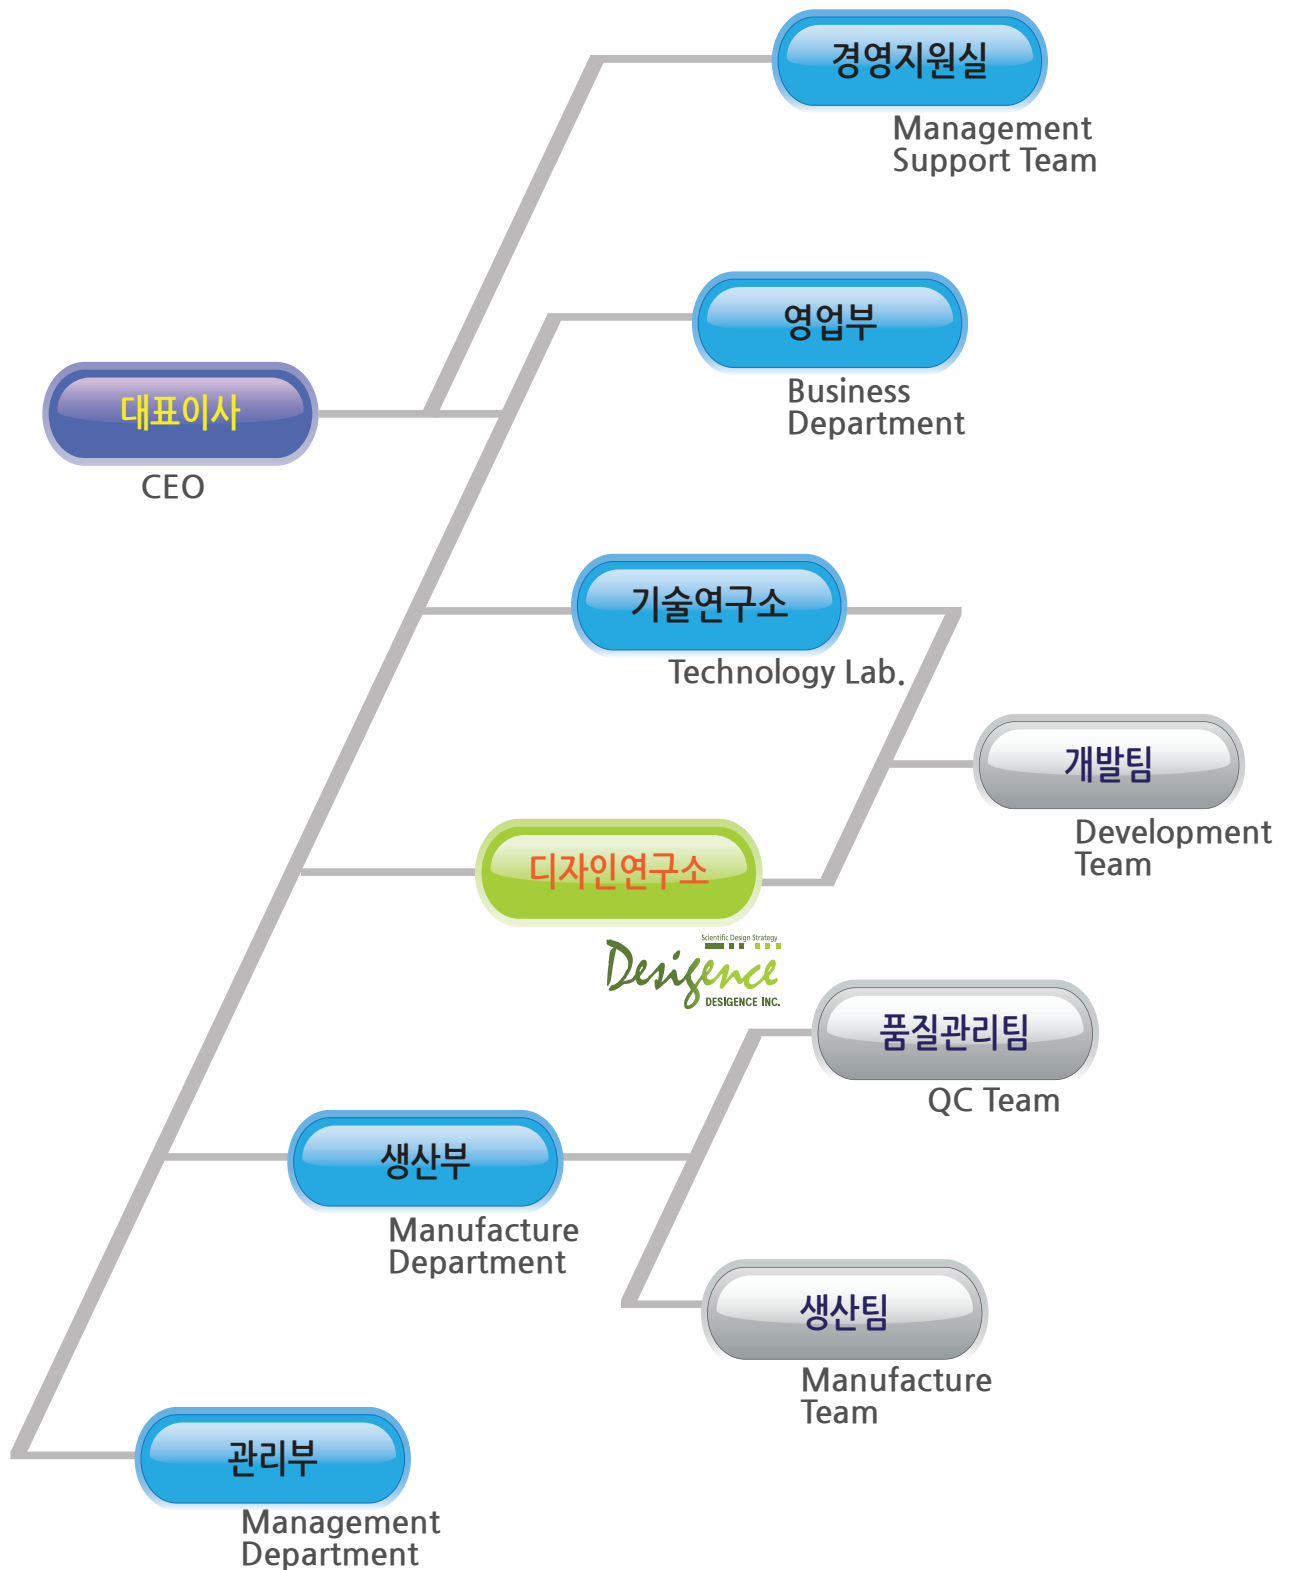 경영지원실
Management
Support Team
영업부
Business
Department
대표이사
CEO
기술연구소
Technology Lab.
개발팀
Development
Team
디자인연구소
Scientific Design Strategy
Desigence
DESIGENCE INC.
품질관리팀
QC Team
생산부
Manufacture
Department
생산팀
Manufacture
Team
관리부
Management
Department